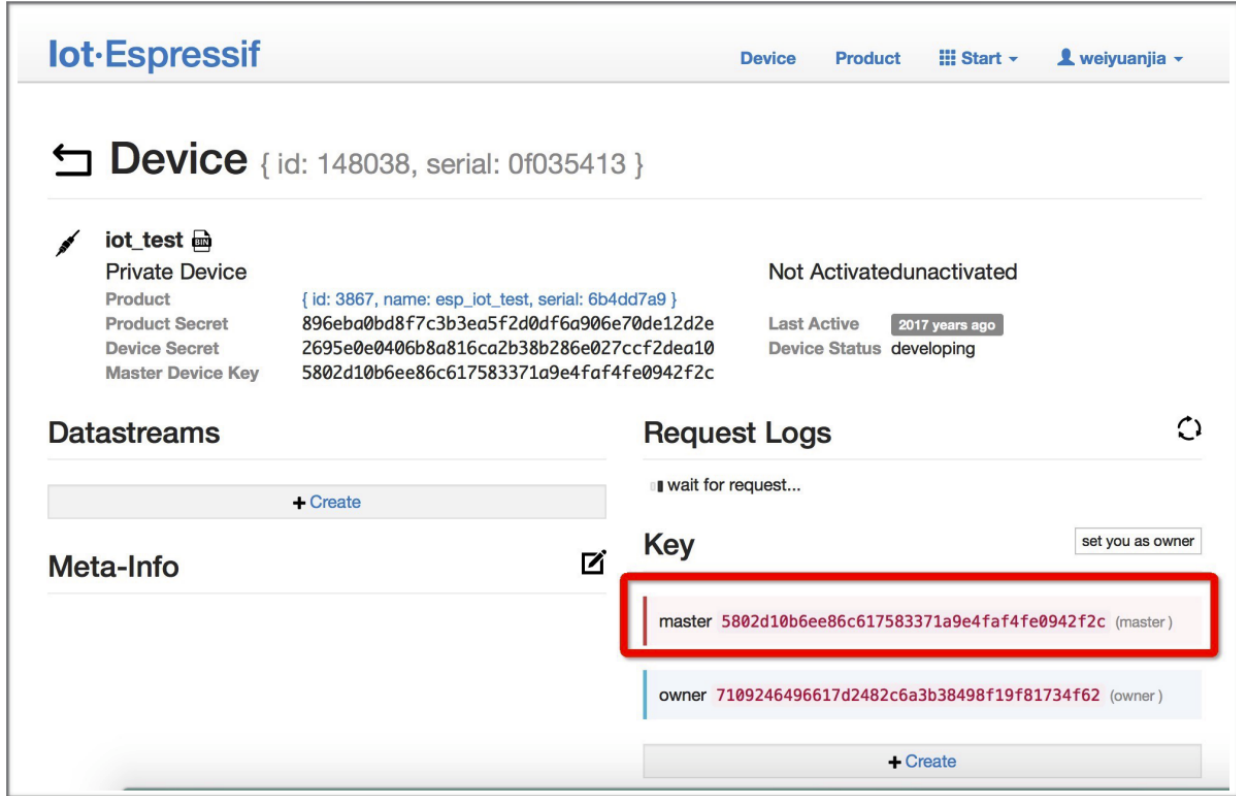 Iot·Espressif
Device Product Start weiyuanjia
Device { id: 148038, serial: 0f035413 }
iot_test BIN
Private Device
Not Activatedunactivated
Product { id: 3867, name: esp_iot_test, serial: 6b4dd7a9 }
Product Secret 896eba0bd8f7c3b3ea5f2d0df6a906e70de12d2e
Last Active 2017 years ago
Device Secret 2695e0e0406b8a816ca2b38b286e027ccf2dea10
Device Status developing
Master Device Key 5802d10b6ee86c617583371a9e4faf4fe0942f2c
Datastreams
+ Create
Meta-Info
Request Logs
wait for request...
Key
set you as owner
master 5802d10b6ee86c617583371a9e4faf4fe0942f2c (master )
owner 7109246496617d2482c6a3b38498f19f81734f62 (owner )
+ Create